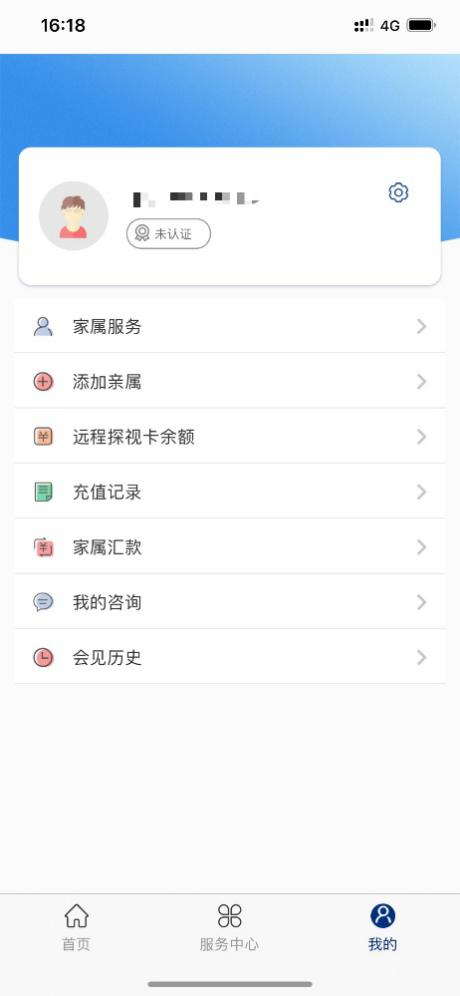 16:18
4G
未认证
家属服务
添加亲属
远程探视卡余额
充值记录
家属汇款
我的咨询
会见历史
首页
服务中心
我的